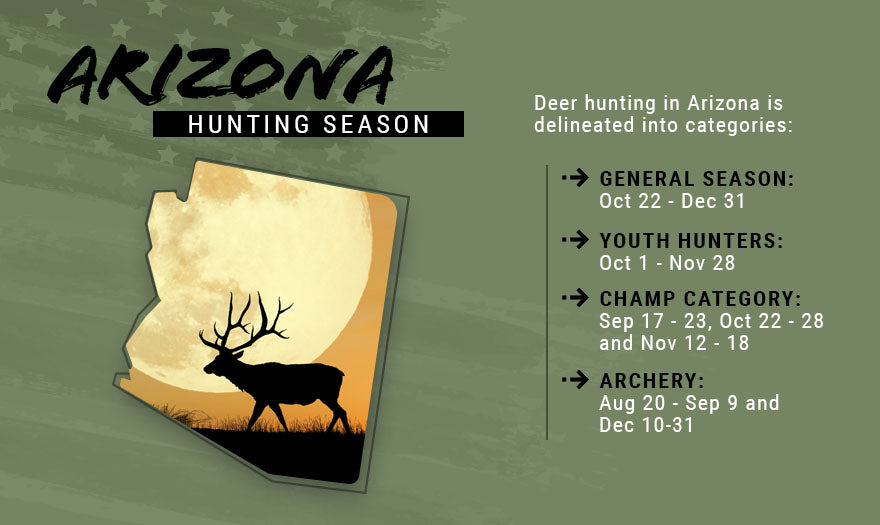 ARIZONA
HUNTING SEASON
Deer hunting in Arizona is
delineated into categories:
GENERAL SEASON:
Oct 22 - Dec 31
YOUTH HUNTERS:
Oct 1 - Nov 28
CHAMP CATEGORY:
Sep 17 - 23, Oct 22 - 28
and Nov 12 - 18
ARCHERY:
Aug 20 - Sep 9 and
Dec 10-31